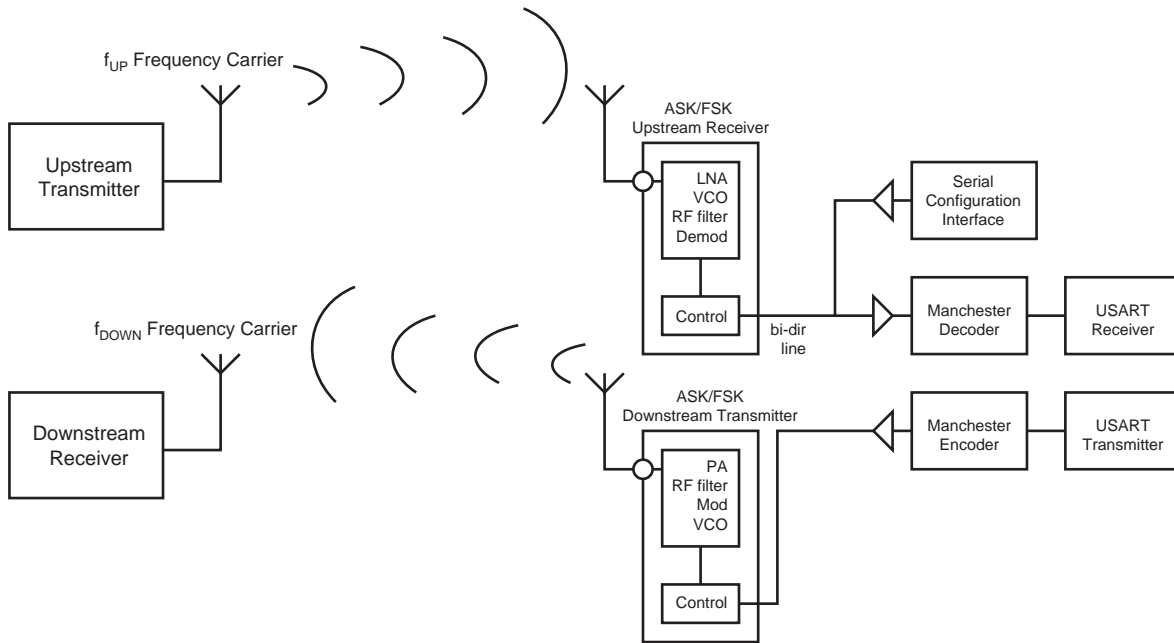 f_UP Frequency Carrier
Upstream
Transmitter
ASK/FSK
Upstream Receiver
LNA
VCO
RF filter
Demod
Control
bi-dir
line
Serial
Configuration
Interface
Manchester
Decoder
USART
Receiver
f_DOWN Frequency Carrier
Downstream
Receiver
ASK/FSK
Downstream Transmitter
PA
RF filter
Mod
VCO
Control
Manchester
Encoder
USART
Transmitter